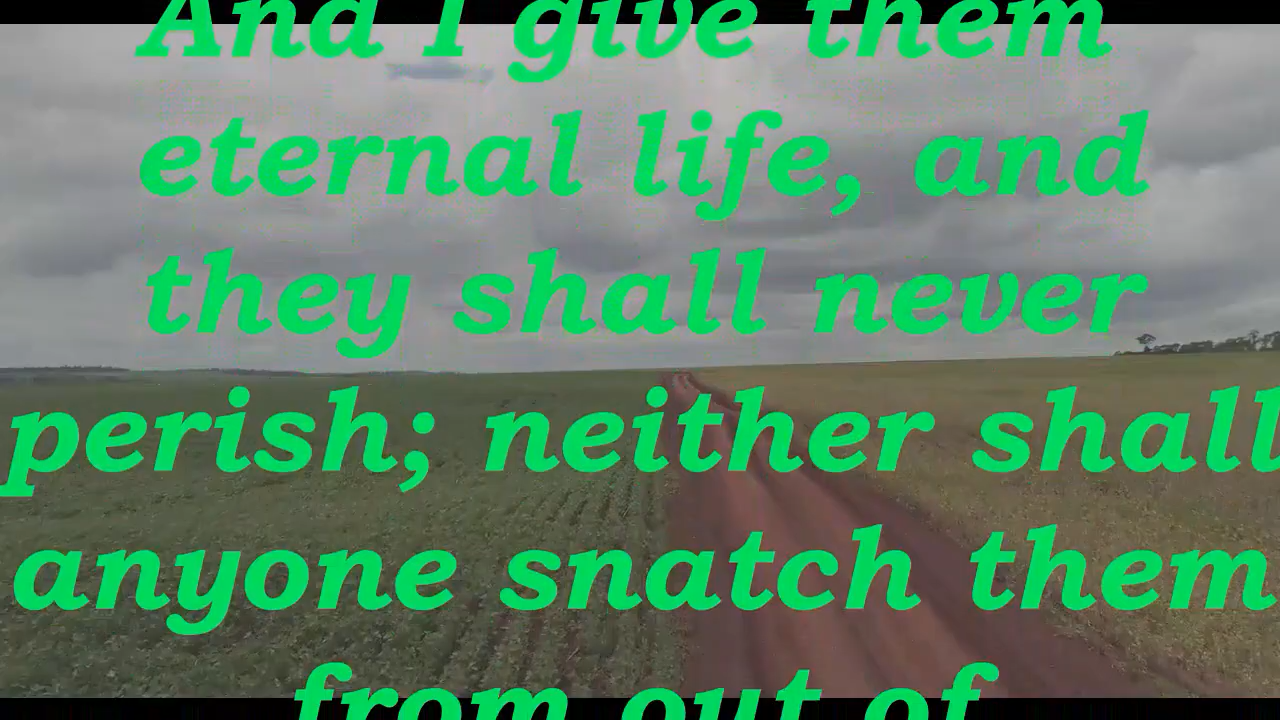 And I give them
eternal life, and
they shall never
perish; neither shall
anyone snatch them
from out of